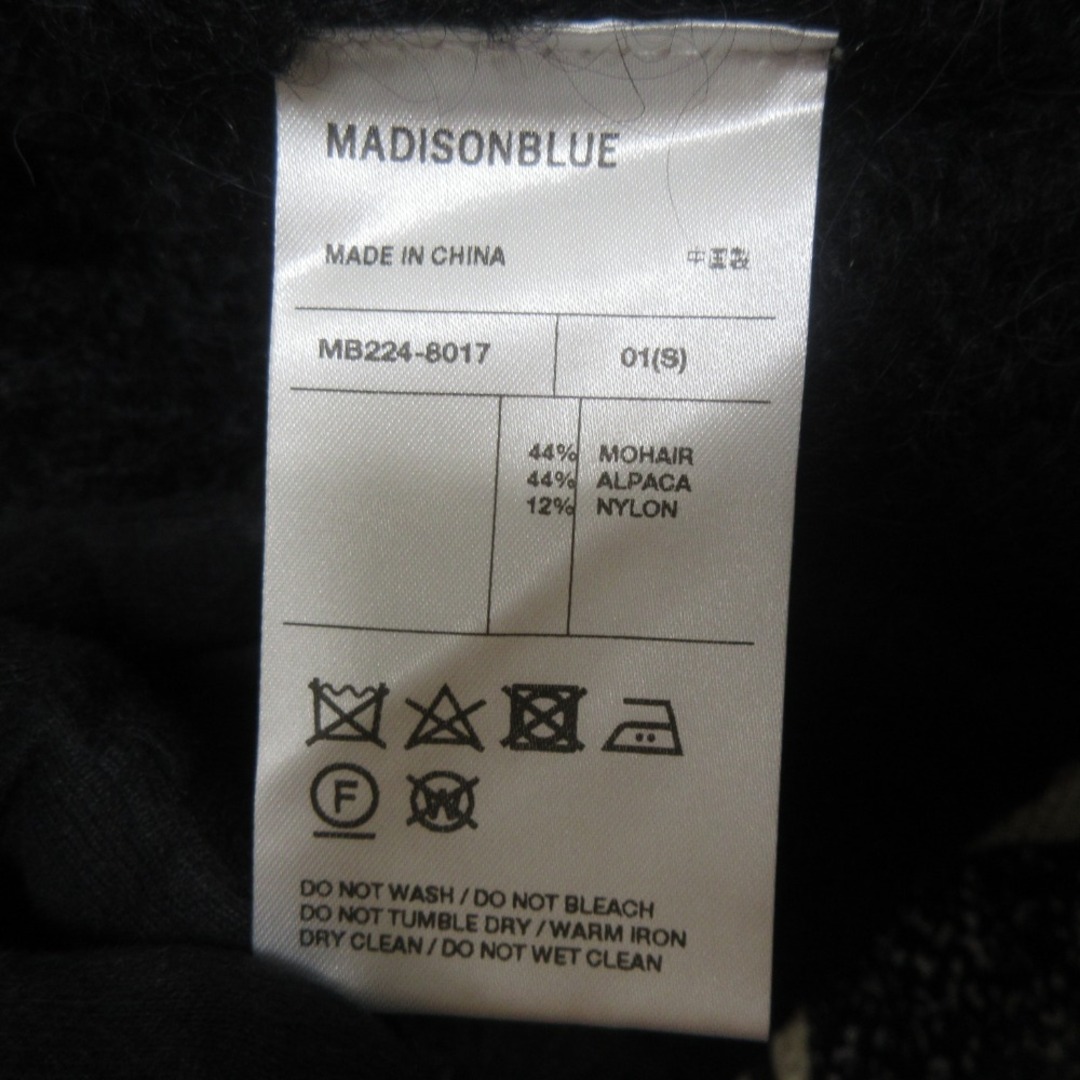 MADISONBLUE
MADE IN CHINA 中国製
MB224-8017 01(S)
44% MOHAIR
44% ALPACA
12% NYLON
F W
DO NOT WASH / DO NOT BLEACH
DO NOT TUMBLE DRY / WARM IRON
DRY CLEAN / DO NOT WET CLEAN